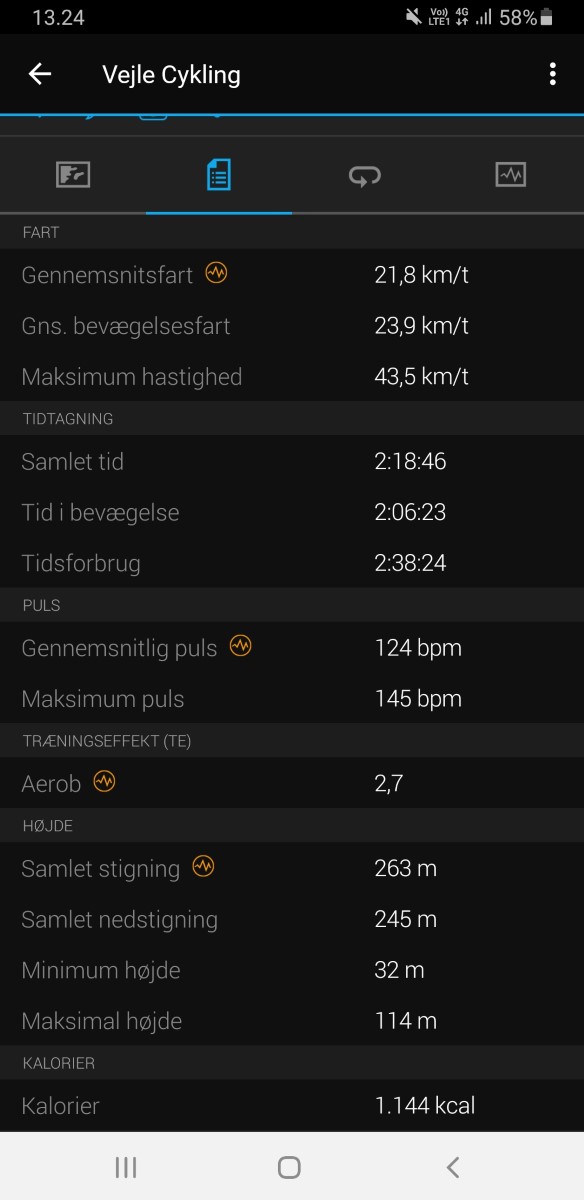 13.24
Vo)) LTE1 4G 58%
Vejle Cykling
FART
Gennemsnitsfart 21,8 km/t
Gns. bevægelsesfart 23,9 km/t
Maksimum hastighed 43,5 km/t
TIDTAGNING
Samlet tid 2:18:46
Tid i bevægelse 2:06:23
Tidsforbrug 2:38:24
PULS
Gennemsnitlig puls 124 bpm
Maksimum puls 145 bpm
TRÆNINGSEFFEKT (TE)
Aerob 2,7
HØJDE
Samlet stigning 263 m
Samlet nedstigning 245 m
Minimum højde 32 m
Maksimal højde 114 m
KALORIER
Kalorier 1.144 kcal